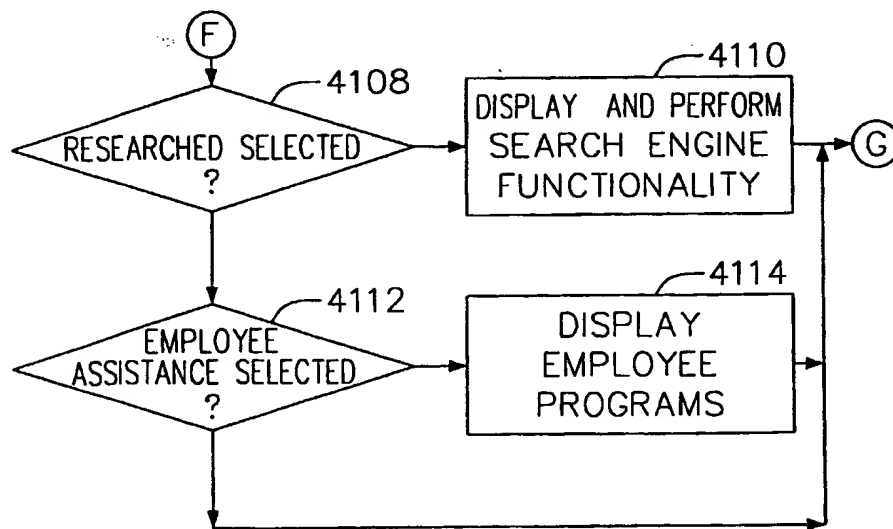 F
4108
RESEARCHED SELECTED
?
4110
DISPLAY AND PERFORM
SEARCH ENGINE
FUNCTIONALITY
G
4112
EMPLOYEE
ASSISTANCE SELECTED
?
4114
DISPLAY
EMPLOYEE
PROGRAMS